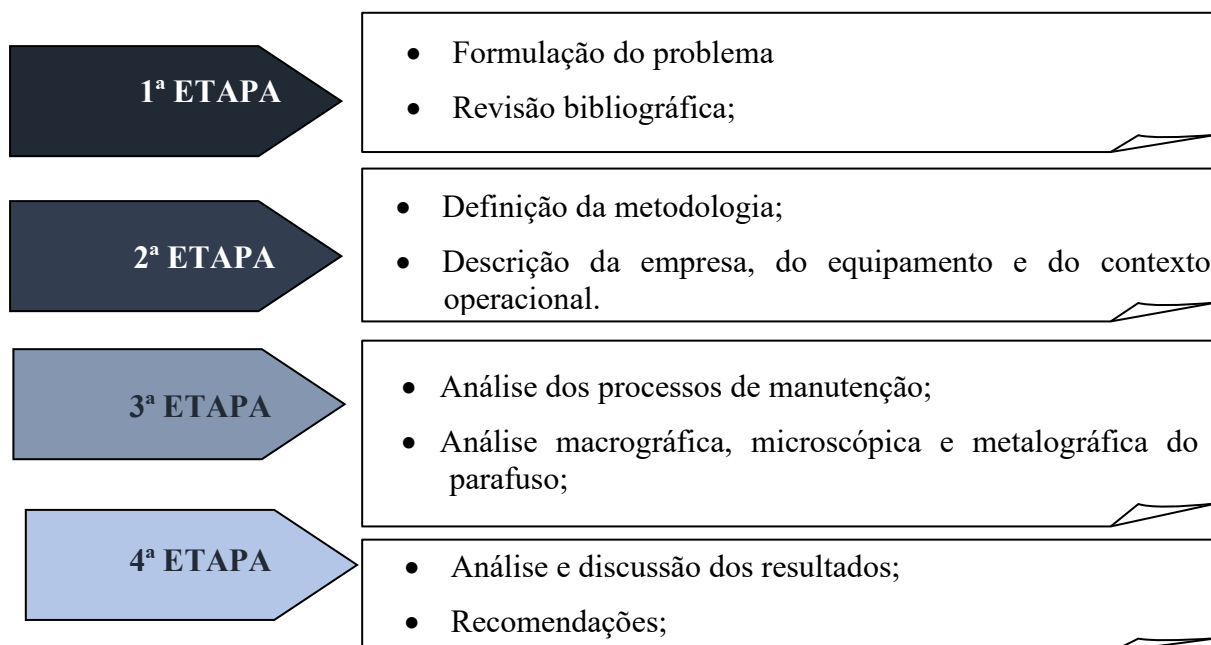 1ª ETAPA
• Formulação do problema
• Revisão bibliográfica;
2ª ETAPA
• Definição da metodologia;
• Descrição da empresa, do equipamento e do contexto
operacional.
3ª ETAPA
• Análise dos processos de manutenção;
• Análise macrográfica, microscópica e metalográfica do
parafuso;
4ª ETAPA
• Análise e discussão dos resultados;
• Recomendações;